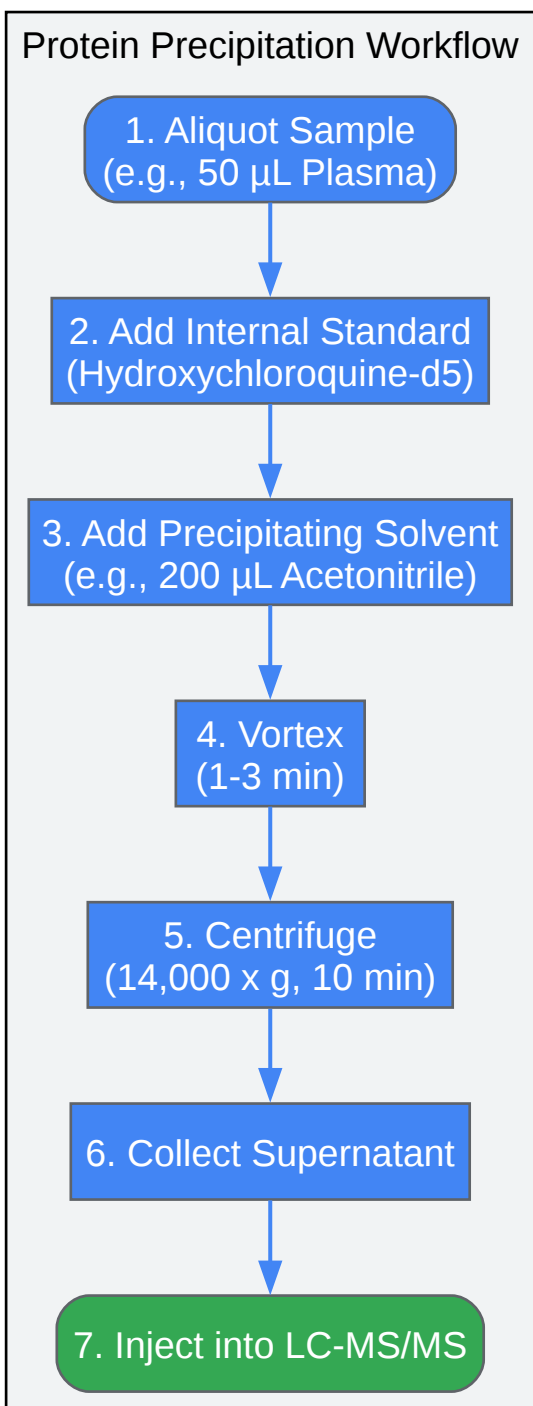 Protein Precipitation Workflow
1. Aliquot Sample
(e.g., 50 µL Plasma)
2. Add Internal Standard
(Hydroxychloroquine-d5)
3. Add Precipitating Solvent
(e.g., 200 µL Acetonitrile)
4. Vortex
(1-3 min)
5. Centrifuge
(14,000 x g, 10 min)
6. Collect Supernatant
7. Inject into LC-MS/MS